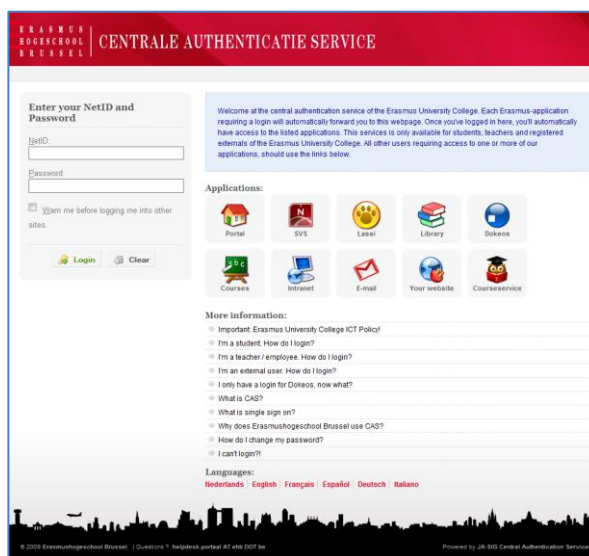 ERASMUS
HOGESCHOOL
BRUSSEL
CENTRALE AUTHENTICATIE SERVICE
Enter your NetID and
Password
NetID:
Password:
Warn me before logging me into other
sites.
Login Clear
Welcome at the central authentication service of the Erasmus University College. Each Erasmus-application
requiring a login will automatically forward you to this webpage. Once you've logged in here, you'll automatically
have access to the listed applications. This services is only available for students, teachers and registered
externals of the Erasmus University College. All other users requiring access to one or more of our
applications, should use the links below.
Applications:
Portal SVS Lassi Library Dokeos
Courses Intranet E-mail Your website Courseservice
More information:
Important: Erasmus University College ICT Policy!
I'm a student. How do I login?
I'm a teacher / employee. How do I login?
I'm an external user. How do I login?
I only have a login for Dokeos, now what?
What is CAS?
What is single sign on?
Why does Erasmushogeschool Brussel use CAS?
How do I change my password?
I can't login?!
Languages:
Nederlands English Français Español Deutsch Italiano
© 2009 Erasmushogeschool Brussel. | Questions ? helpdesk.portaal AT ehb DOT be
Powered by JA-SIG Central Authentication Service